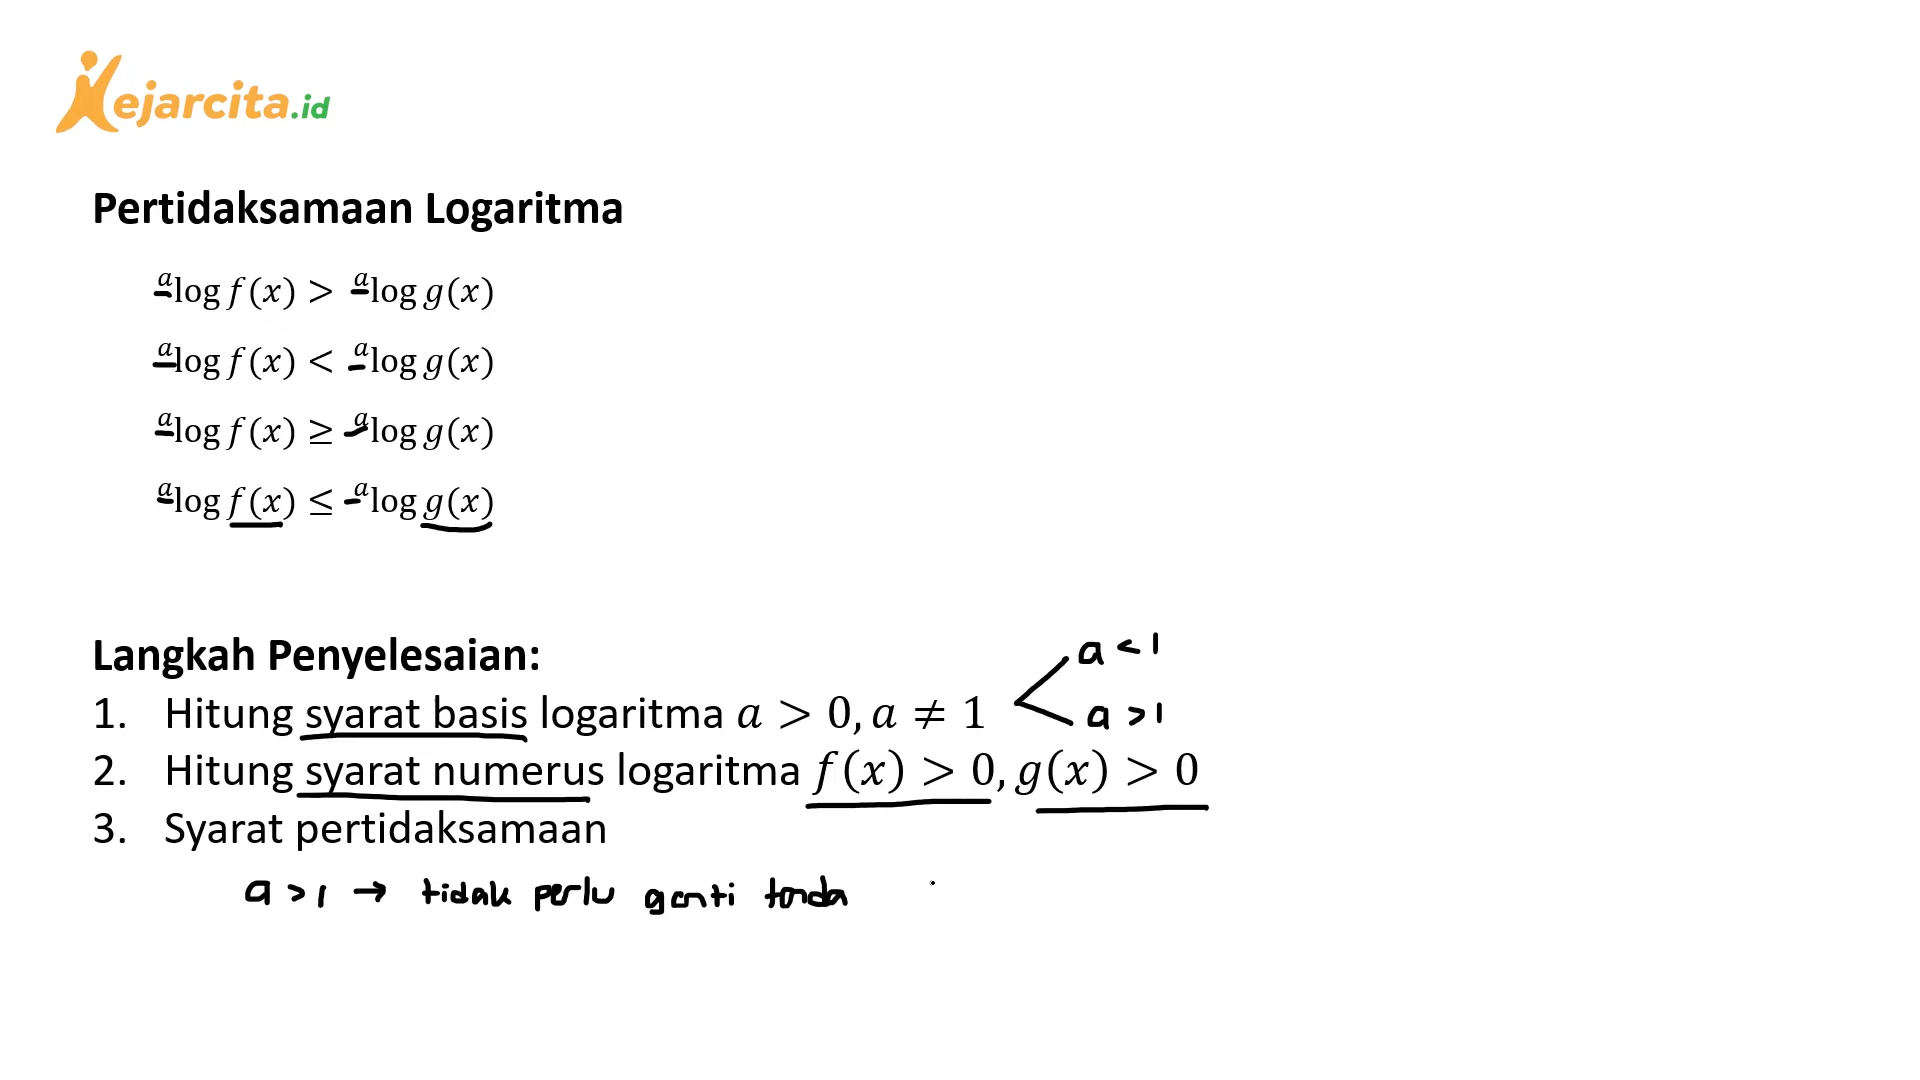 Kejarcita.id
Pertidaksamaan Logaritma
ᵃlog f(x) > ᵃlog g(x)
ᵃlog f(x) < ᵃlog g(x)
ᵃlog f(x) ≥ ᵃlog g(x)
ᵃlog f(x) ≤ ᵃlog g(x)
Langkah Penyelesaian:
a < 1
1. Hitung syarat basis logaritma a > 0, a ≠ 1
a > 1
2. Hitung syarat numerus logaritma f(x) > 0, g(x) > 0
3. Syarat pertidaksamaan
a > 1 → tidak perlu ganti tanda